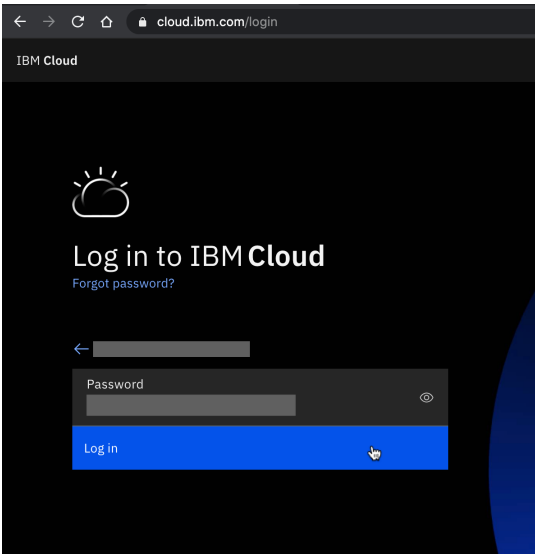 cloud.ibm.com/login
IBM Cloud
Log in to IBM Cloud
Forgot password?
Password
Log in